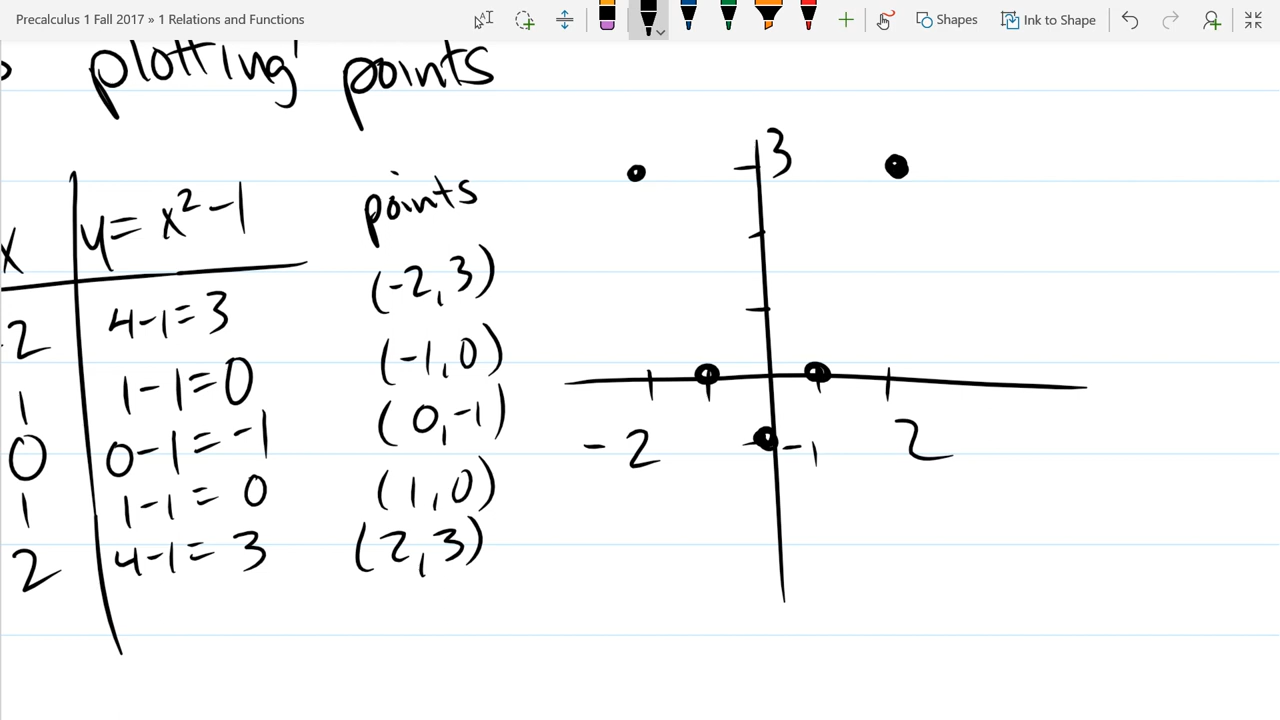 Precalculus 1 Fall 2017 » 1 Relations and Functions
Shapes
Ink to Shape
plotting points
x y = x² - 1 points
2 4-1=3 (-2,3)
1 1-1=0 (-1,0)
0 0-1=-1 (0,-1)
1 1-1=0 (1,0)
2 4-1=3 (2,3)
3
-2 -1 2